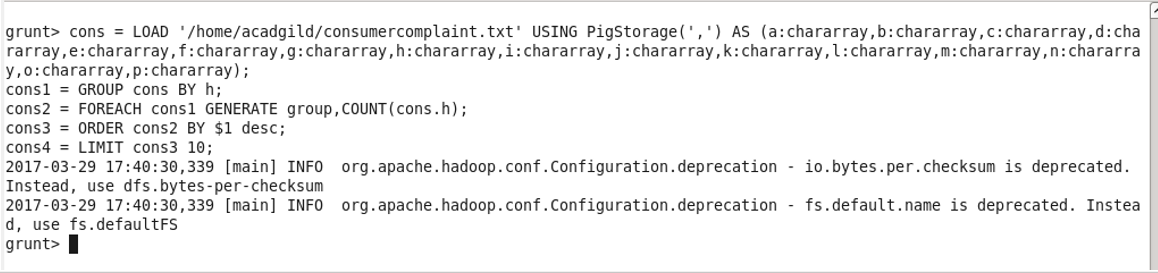 grunt> cons = LOAD '/home/acadgild/consumercomplaint.txt' USING PigStorage(',') AS (a:chararray,b:chararray,c:chararray,d:cha
rarray,e:chararray,f:chararray,g:chararray,h:chararray,i:chararray,j:chararray,k:chararray,l:chararray,m:chararray,n:chararra
y,o:chararray,p:chararray);
cons1 = GROUP cons BY h;
cons2 = FOREACH cons1 GENERATE group,COUNT(cons.h);
cons3 = ORDER cons2 BY $1 desc;
cons4 = LIMIT cons3 10;
2017-03-29 17:40:30,339 [main] INFO  org.apache.hadoop.conf.Configuration.deprecation - io.bytes.per.checksum is deprecated.
Instead, use dfs.bytes-per-checksum
2017-03-29 17:40:30,339 [main] INFO  org.apache.hadoop.conf.Configuration.deprecation - fs.default.name is deprecated. Instea
d, use fs.defaultFS
grunt>